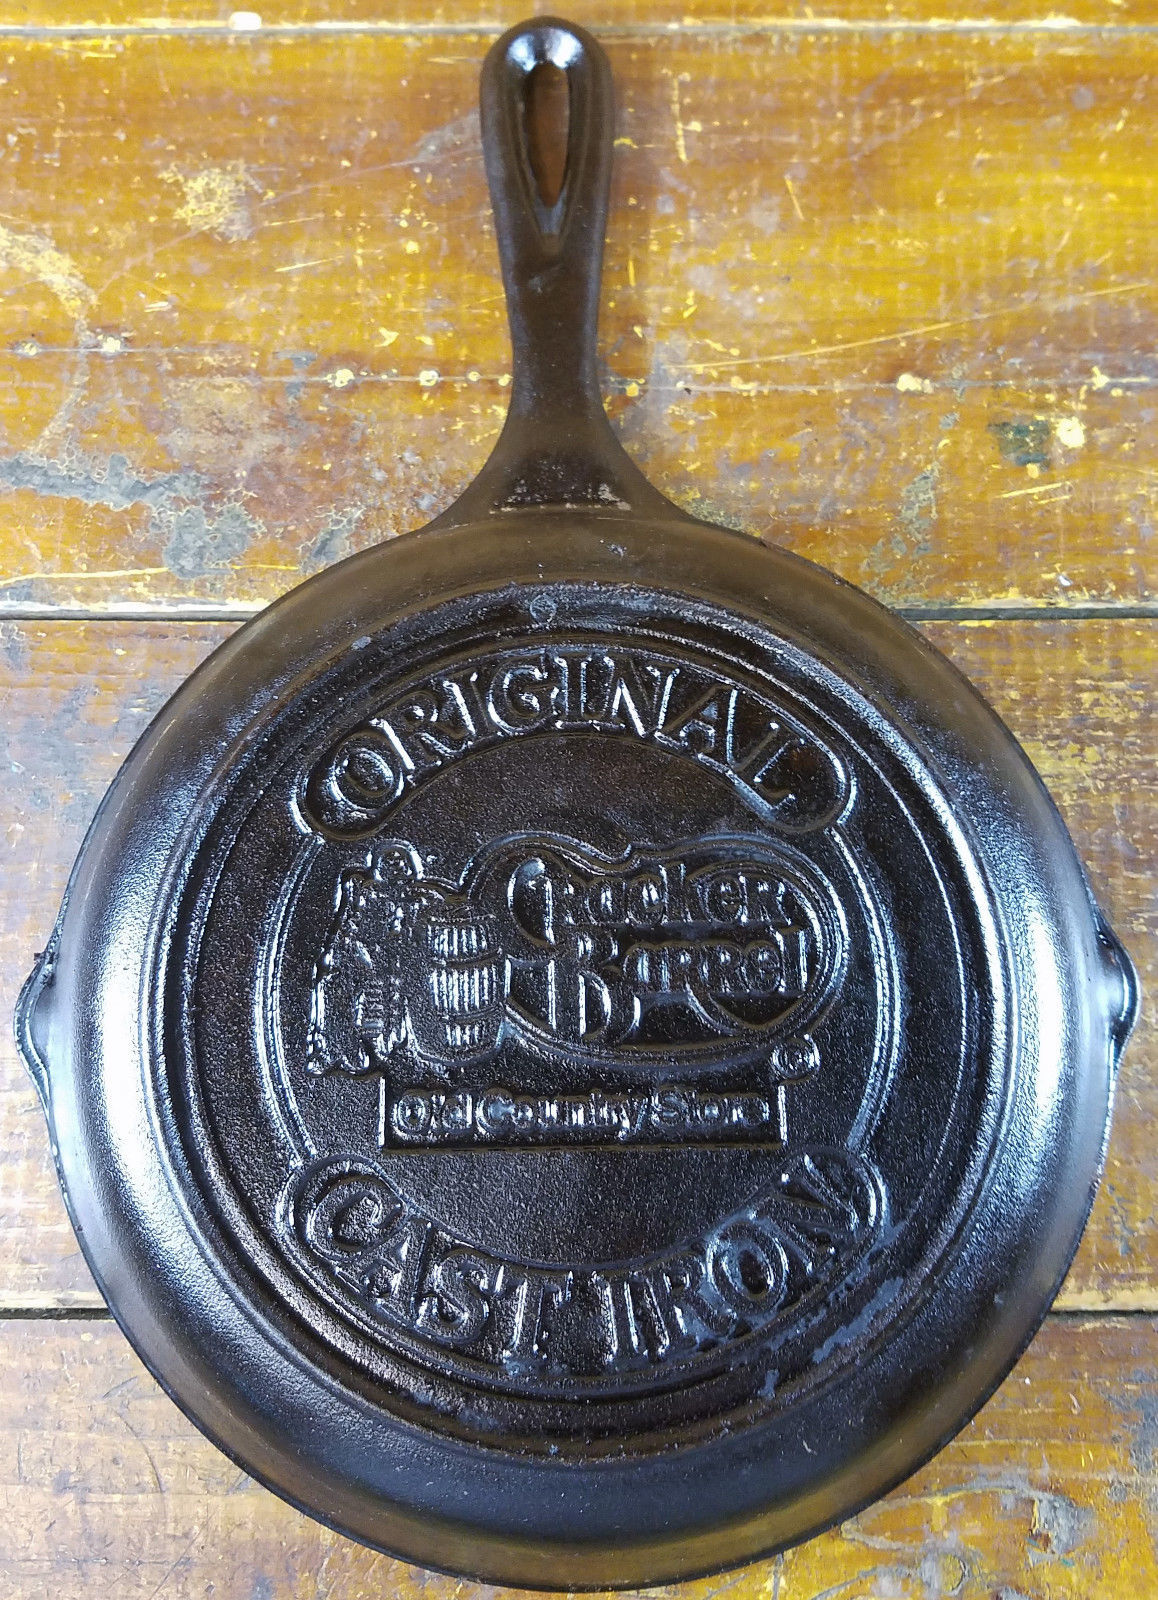 ORIGINAL
Cracker
Barrel
®
Old Country Store
CAST IRON